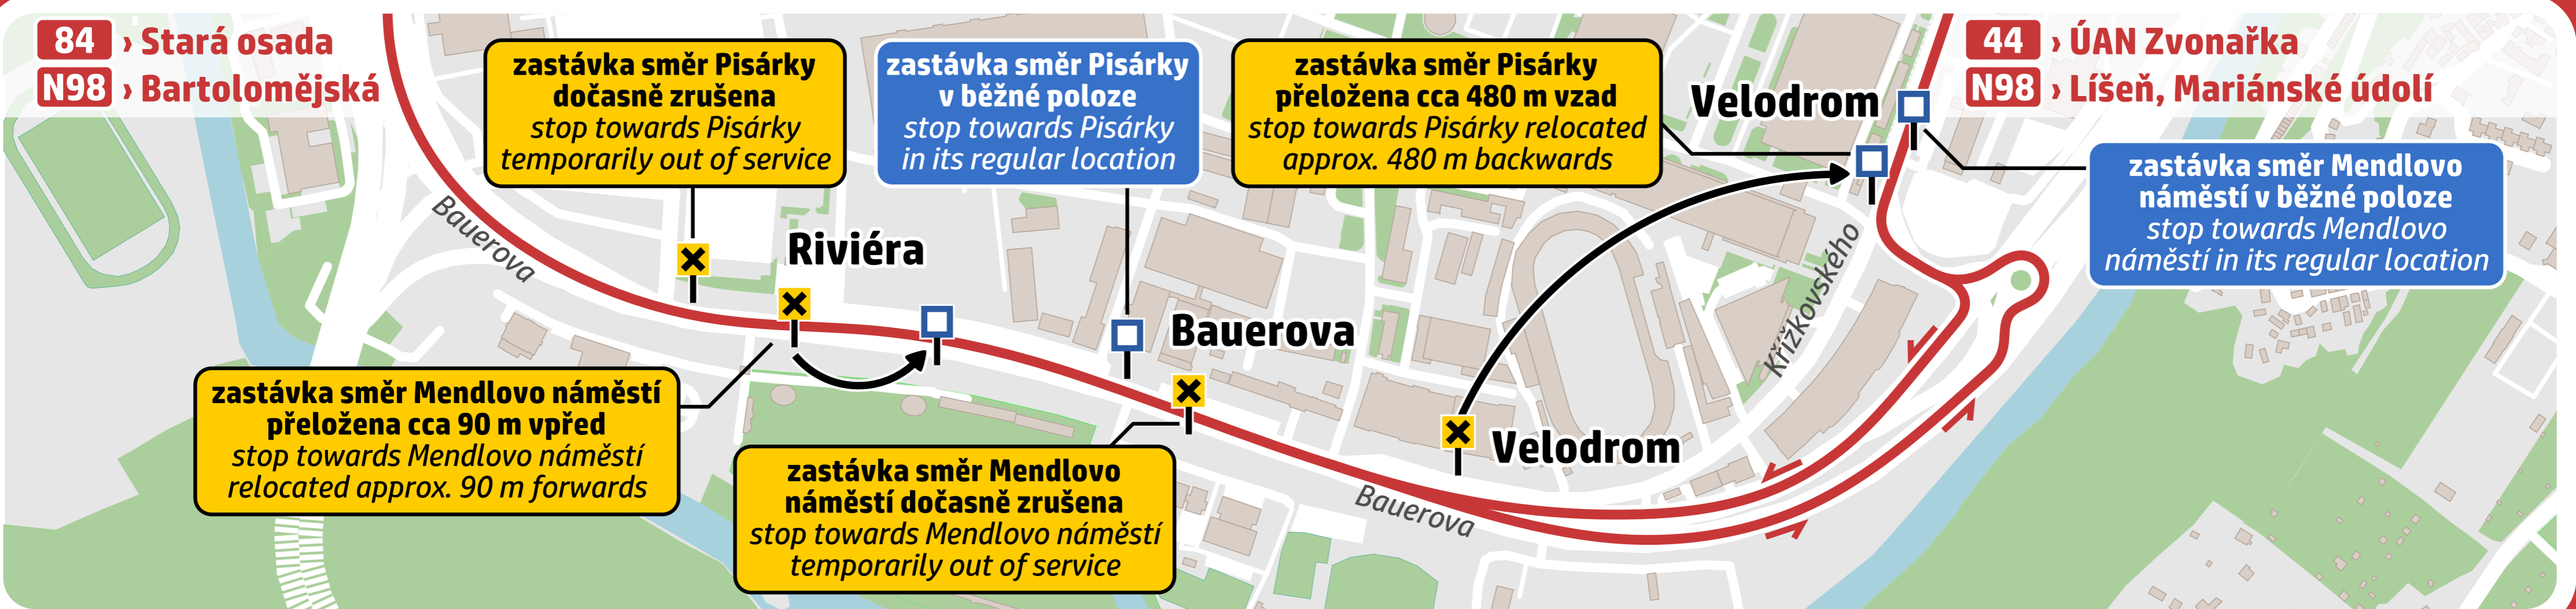 84 › Stará osada
N98 › Bartolomějská
44 › ÚAN Zvonařka
N98 › Líšeň, Mariánské údolí
zastávka směr Pisárky
dočasně zrušena
stop towards Pisárky
temporarily out of service
zastávka směr Pisárky
v běžné poloze
stop towards Pisárky
in its regular location
zastávka směr Pisárky
přeložena cca 480 m vzad
stop towards Pisárky relocated
approx. 480 m backwards
Velodrom
zastávka směr Mendlovo
náměstí v běžné poloze
stop towards Mendlovo
náměstí in its regular location
Bauerova
Riviéra
Bauerova
Křížkovského
Velodrom
Bauerova
zastávka směr Mendlovo náměstí
přeložena cca 90 m vpřed
stop towards Mendlovo náměstí
relocated approx. 90 m forwards
zastávka směr Mendlovo
náměstí dočasně zrušena
stop towards Mendlovo náměstí
temporarily out of service